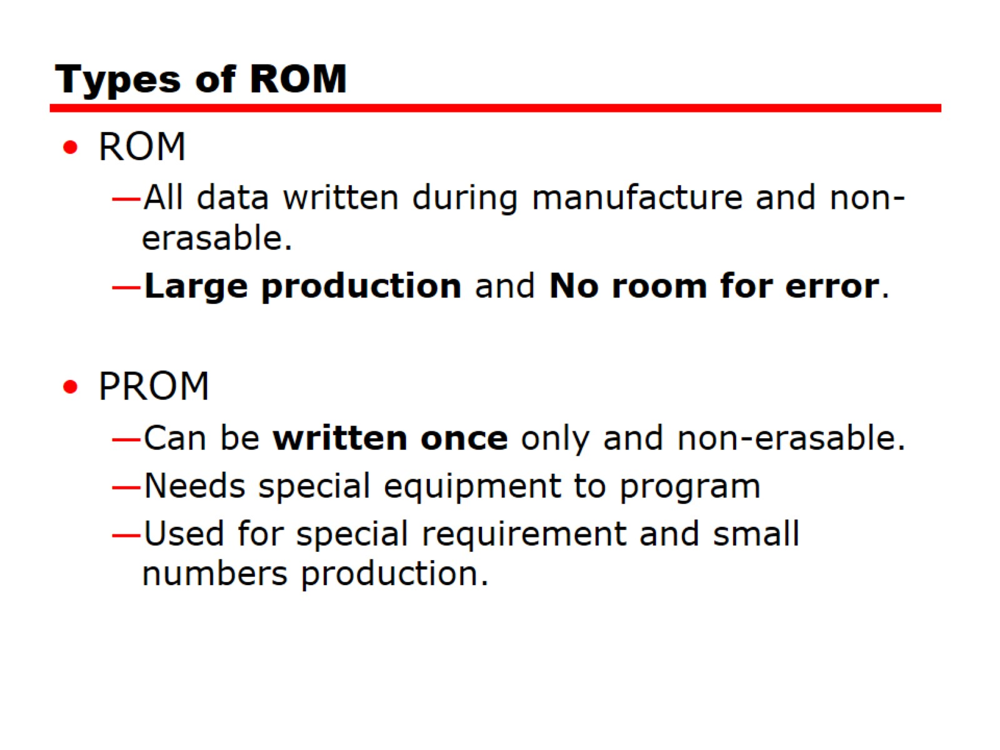 Types of ROM
• ROM
—All data written during manufacture and non-
erasable.
—Large production and No room for error.
• PROM
—Can be written once only and non-erasable.
—Needs special equipment to program
—Used for special requirement and small
numbers production.